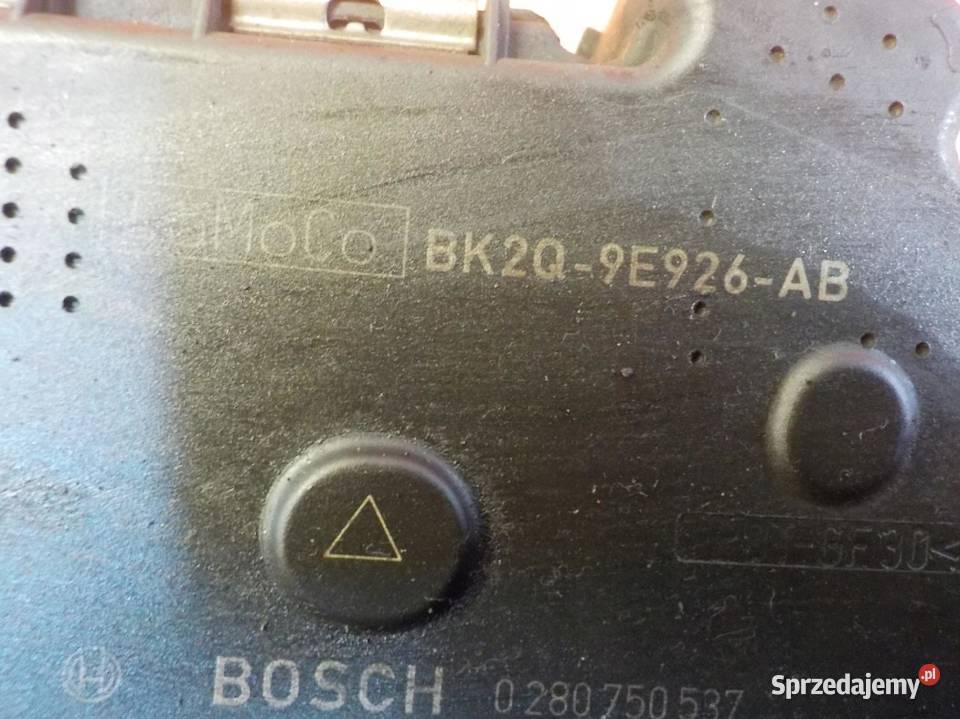 FoMoCo BK2Q-9E926-AB
BOSCH 0 280 750 537
Sprzedajemy.pl